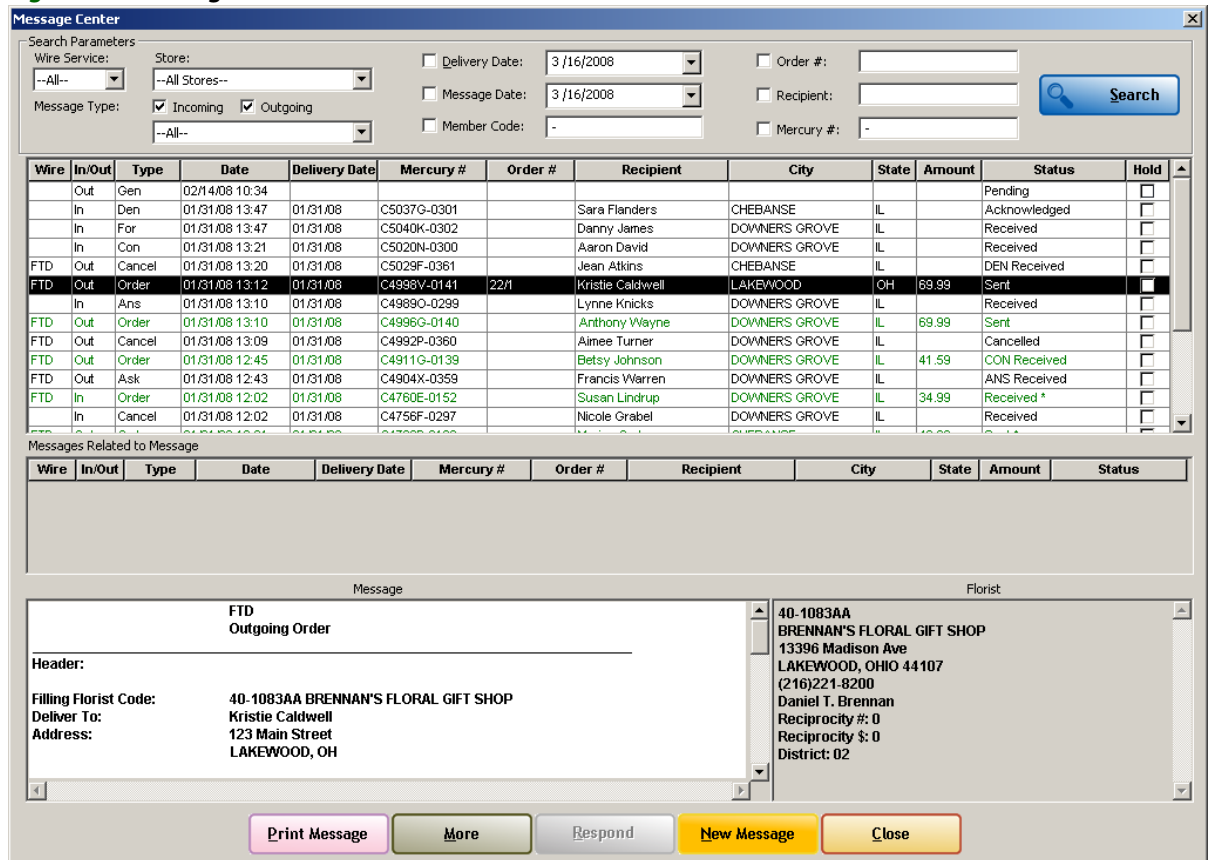 Message Center
Search Parameters
Wire Service: Store:
--All-- --All Stores--
Message Type: Incoming Outgoing
--All--
Delivery Date: 3 /16/2008
Message Date: 3 /16/2008
Member Code: -
Order #:
Recipient:
Mercury #: -
Search
Wire In/Out Type Date Delivery Date Mercury # Order # Recipient City State Amount Status Hold
Out Gen 02/14/08 10:34 Pending
In Den 01/31/08 13:47 01/31/08 C5037G-0301 Sara Flanders CHEBANSE IL Acknowledged
In For 01/31/08 13:47 01/31/08 C5040K-0302 Danny James DOWNERS GROVE IL Received
In Con 01/31/08 13:21 01/31/08 C5020N-0300 Aaron David DOWNERS GROVE IL Received
FTD Out Cancel 01/31/08 13:20 01/31/08 C5029F-0361 Jean Atkins CHEBANSE IL DEN Received
FTD Out Order 01/31/08 13:12 01/31/08 C4998V-0141 22/1 Kristie Caldwell LAKEWOOD OH 69.99 Sent
In Ans 01/31/08 13:10 01/31/08 C4989O-0299 Lynne Knicks DOWNERS GROVE IL Received
FTD Out Order 01/31/08 13:10 01/31/08 C4996G-0140 Anthony Wayne DOWNERS GROVE IL 69.99 Sent
FTD Out Cancel 01/31/08 13:09 01/31/08 C4992P-0360 Aimee Turner DOWNERS GROVE IL Cancelled
FTD Out Order 01/31/08 12:45 01/31/08 C4911G-0139 Betsy Johnson DOWNERS GROVE IL 41.59 CON Received
FTD Out Ask 01/31/08 12:43 01/31/08 C4904X-0359 Francis Warren DOWNERS GROVE IL ANS Received
FTD In Order 01/31/08 12:02 01/31/08 C4760E-0152 Susan Lindrup DOWNERS GROVE IL 34.99 Received *
In Cancel 01/31/08 12:02 01/31/08 C4756F-0297 Nicole Grabel DOWNERS GROVE IL Received
Messages Related to Message
Wire In/Out Type Date Delivery Date Mercury # Order # Recipient City State Amount Status
Message
FTD
Outgoing Order
Header:
Filling Florist Code: 40-1083AA BRENNAN'S FLORAL GIFT SHOP
Deliver To: Kristie Caldwell
Address: 123 Main Street
LAKEWOOD, OH
Florist
40-1083AA
BRENNAN'S FLORAL GIFT SHOP
13396 Madison Ave
LAKEWOOD, OHIO 44107
(216)221-8200
Daniel T. Brennan
Reciprocity #: 0
Reciprocity $: 0
District: 02
Print Message More Respond New Message Close